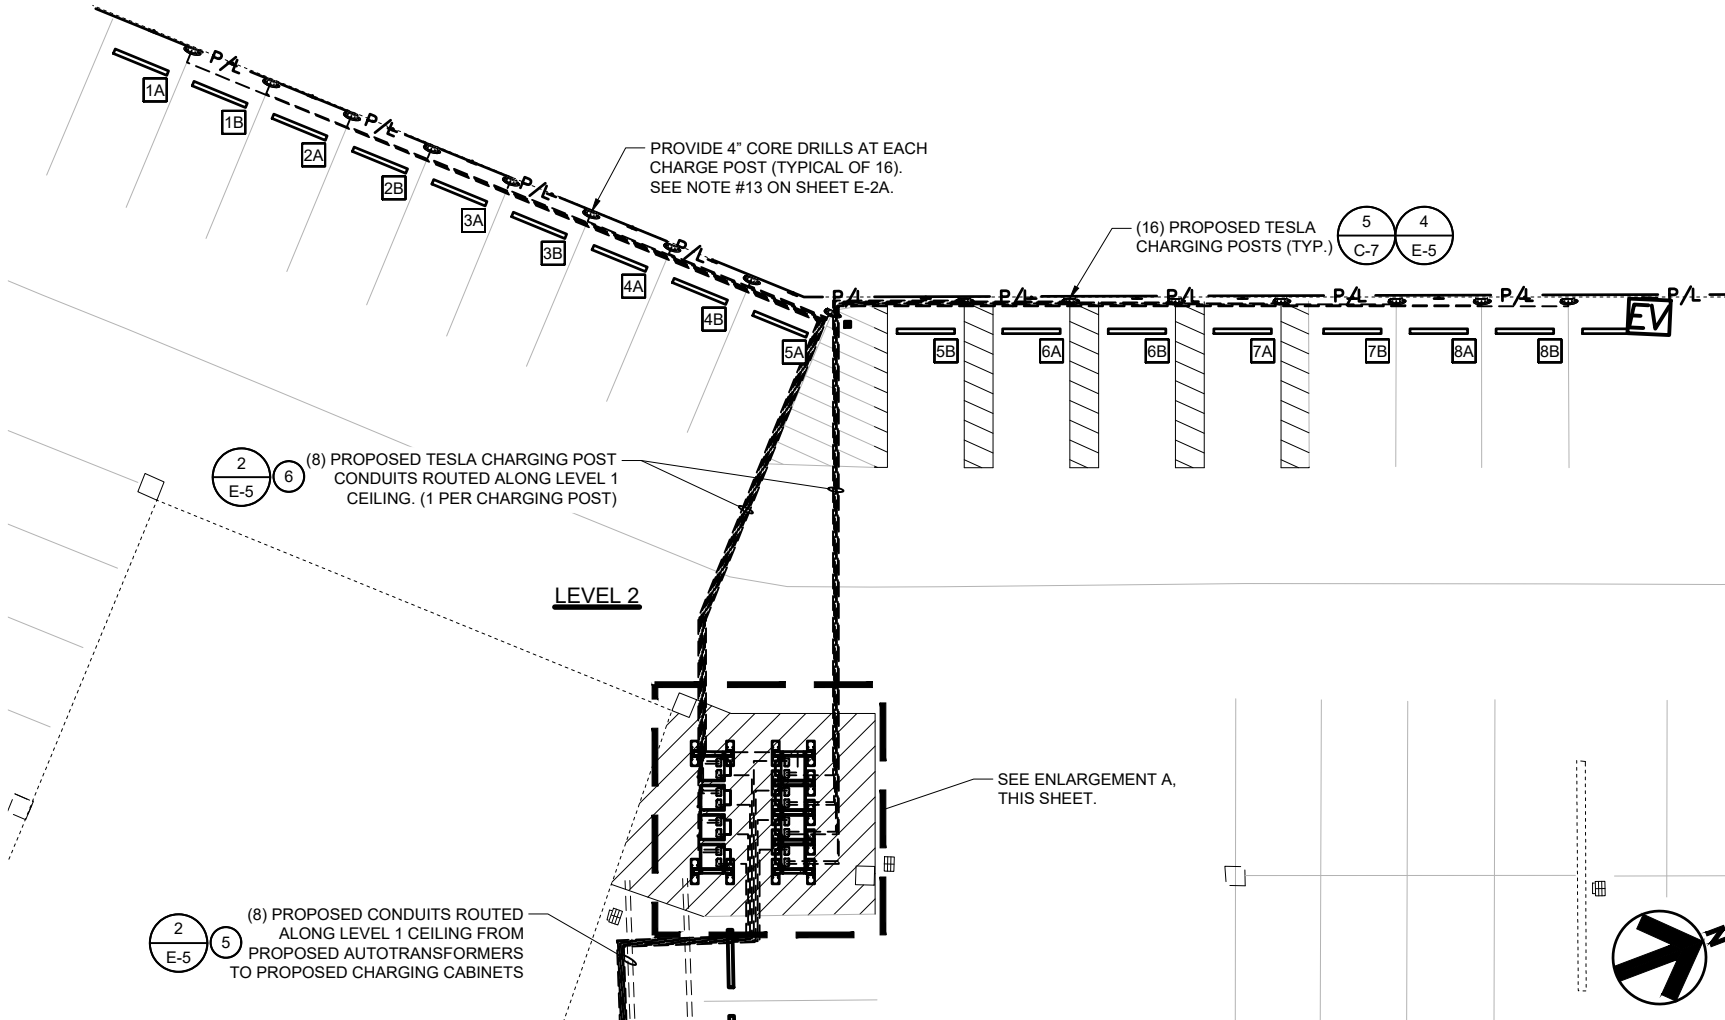 P/L
1A
1B
P/L
2A
2B
P/L
3A
3B
P/L
4A
4B
5A
PROVIDE 4" CORE DRILLS AT EACH
CHARGE POST (TYPICAL OF 16).
SEE NOTE #13 ON SHEET E-2A.
(16) PROPOSED TESLA
CHARGING POSTS (TYP.)
5
C-7
4
E-5
P/L
P/L
P/L
P/L
P/L
P/L
EV
5B
6A
6B
7A
7B
8A
8B
2
E-5
6
(8) PROPOSED TESLA CHARGING POST
CONDUITS ROUTED ALONG LEVEL 1
CEILING. (1 PER CHARGING POST)
LEVEL 2
SEE ENLARGEMENT A,
THIS SHEET.
2
E-5
5
(8) PROPOSED CONDUITS ROUTED
ALONG LEVEL 1 CEILING FROM
PROPOSED AUTOTRANSFORMERS
TO PROPOSED CHARGING CABINETS
N